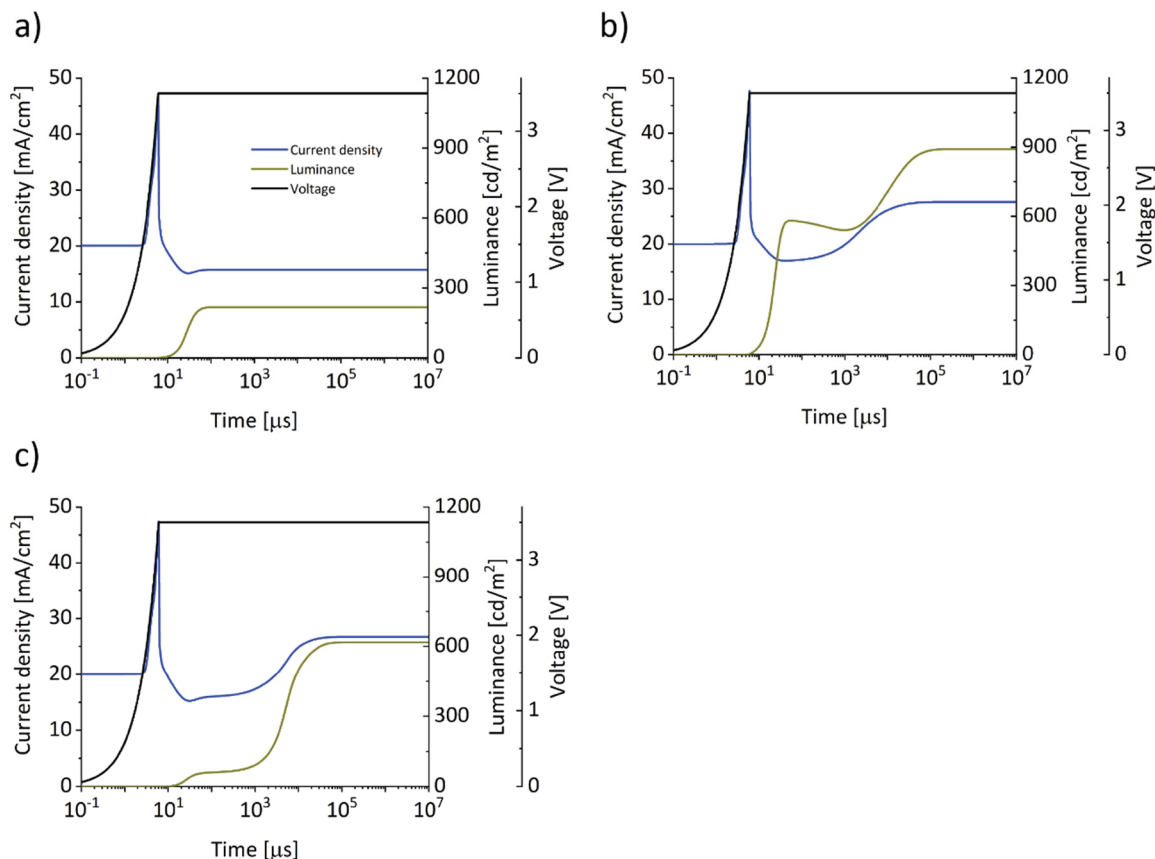 a)
50
40
30
20
10
0
Current density [mA/cm²]
10⁻¹ 10¹ 10³ 10⁵ 10⁷
Time [μs]
1200
900
600
300
0
Luminance [cd/m²]
3
2
1
0
Voltage [V]
Current density
Luminance
Voltage
b)
50
40
30
20
10
0
Current density [mA/cm²]
10⁻¹ 10¹ 10³ 10⁵ 10⁷
Time [μs]
1200
900
600
300
0
Luminance [cd/m²]
3
2
1
0
Voltage [V]
c)
50
40
30
20
10
0
Current density [mA/cm²]
10⁻¹ 10¹ 10³ 10⁵ 10⁷
Time [μs]
1200
900
600
300
0
Luminance [cd/m²]
3
2
1
0
Voltage [V]